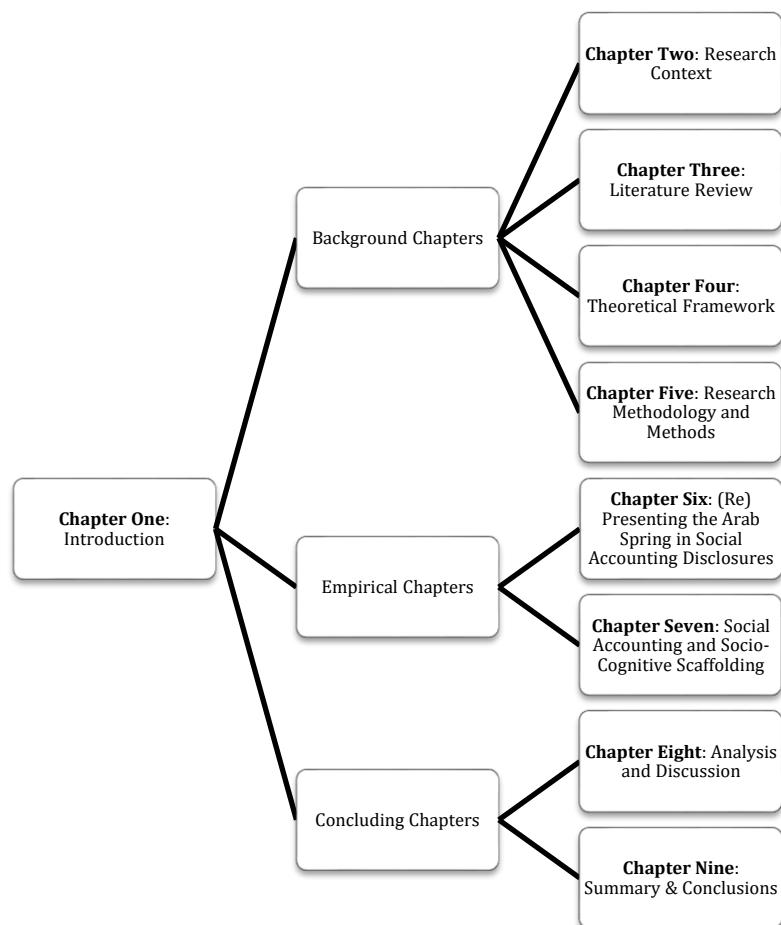 Chapter One:
Introduction
Background Chapters
Chapter Two: Research
Context
Chapter Three:
Literature Review
Chapter Four:
Theoretical Framework
Chapter Five: Research
Methodology and
Methods
Empirical Chapters
Chapter Six: (Re)
Presenting the Arab
Spring in Social
Accounting Disclosures
Chapter Seven: Social
Accounting and Socio-
Cognitive Scaffolding
Concluding Chapters
Chapter Eight: Analysis
and Discussion
Chapter Nine:
Summary & Conclusions